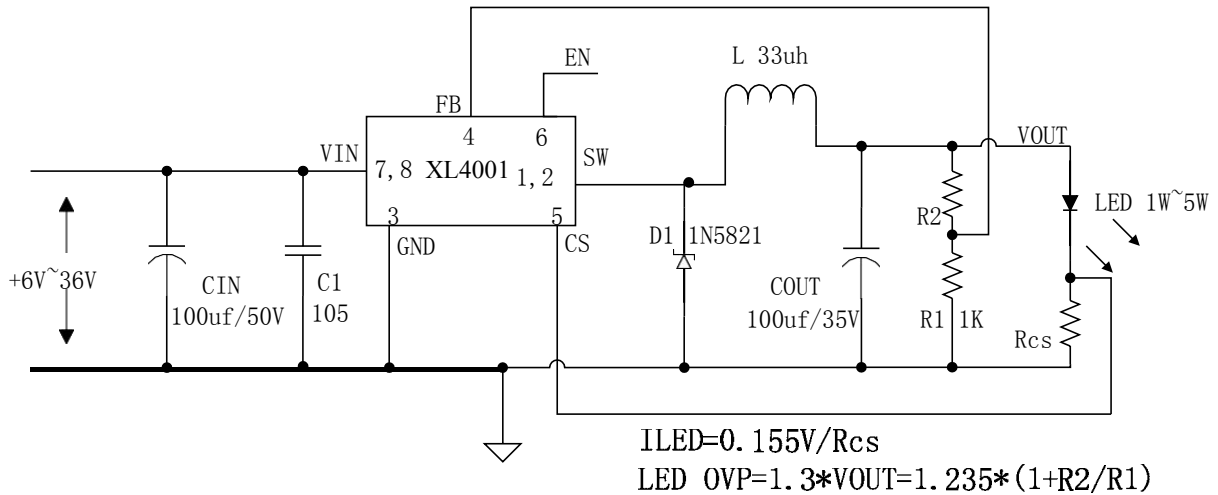 L 33uh
EN
FB
4
6
VOUT
VIN
SW
7,8 XL4001 1,2
3
5
GND
CS
R2
LED 1W~5W
D1 1N5821
+6V~36V
CIN
100uf/50V
C1
105
COUT
100uf/35V
R1 1K
Rcs
ILED=0.155V/Rcs
LED OVP=1.3*VOUT=1.235*(1+R2/R1)